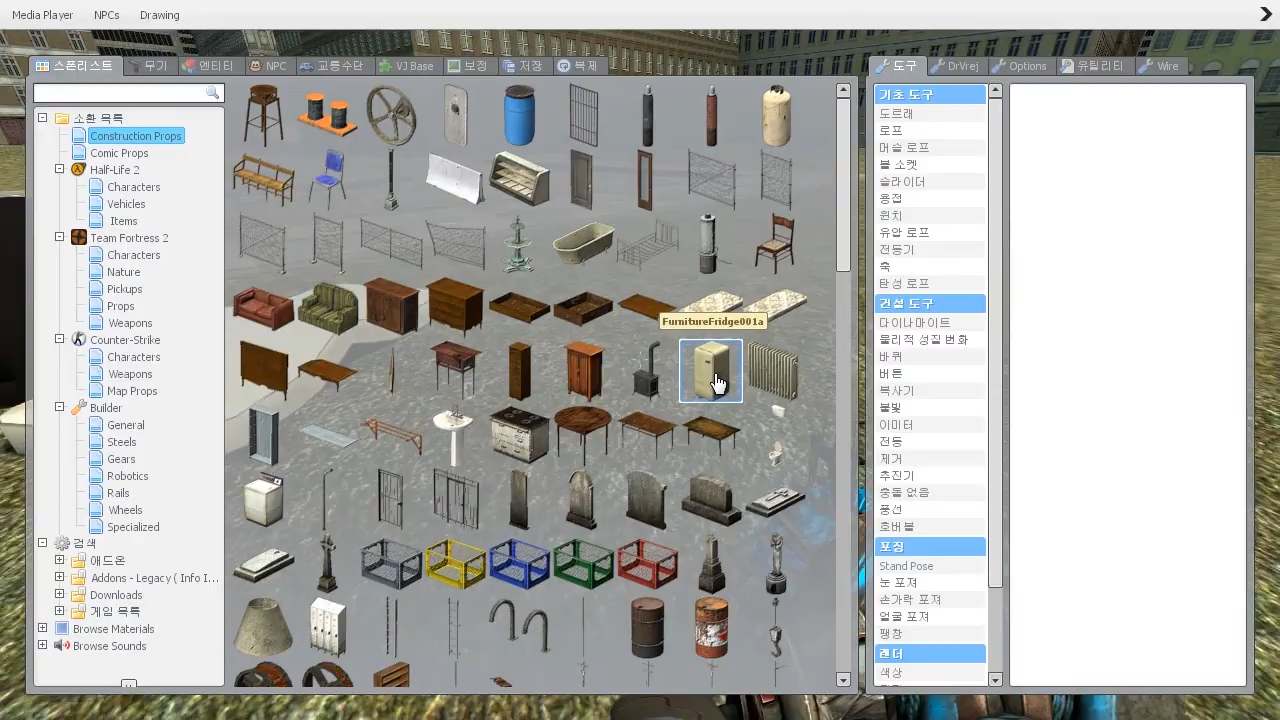 Media Player NPCs Drawing
스폰리스트 무기 엔티티 NPC 교통수단 VJ Base 보정 저장 복제
도구 DrVrej Options 유틸리티 Wire
소환 목록
Construction Props
Comic Props
Half-Life 2
Characters
Vehicles
Items
Team Fortress 2
Characters
Nature
Pickups
Props
Weapons
Counter-Strike
Characters
Weapons
Map Props
Builder
General
Steels
Gears
Robotics
Rails
Wheels
Specialized
검색
애드온
Addons - Legacy ( Info I...
Downloads
게임 목록
Browse Materials
Browse Sounds
FurnitureFridge001a
기초 도구
도르래
로프
머슬 로프
볼 소켓
슬라이더
용접
윈치
유압 로프
전동기
축
탄성 로프
건설 도구
다이나마이트
물리적 성질 변화
바퀴
버튼
복사기
불빛
이미터
전등
제거
추진기
충돌 없음
풍선
호버볼
포징
Stand Pose
눈 포져
손가락 포져
얼굴 포져
팽창
렌더
색상